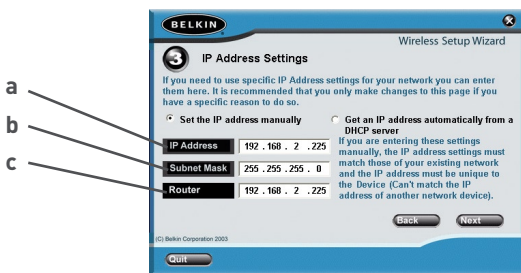 BELKIN
Wireless Setup Wizard
3 IP Address Settings
If you need to use specific IP Address settings for your network you can enter
them here. It is recommended that you only make changes to this page if you
have a specific reason to do so.
Set the IP address manually
Get an IP address automatically from a
DHCP server
a
IP Address 192 .168 . 2 .225
b
Subnet Mask 255 .255 .255 . 0
c
Router 192 .168 . 2 .225
If you are entering these settings
manually, the IP address settings must
match those of your existing network
and the IP address must be unique to
the Device (Can't match the IP
address of another network device).
Back Next
(C) Belkin Corporation 2003
Quit